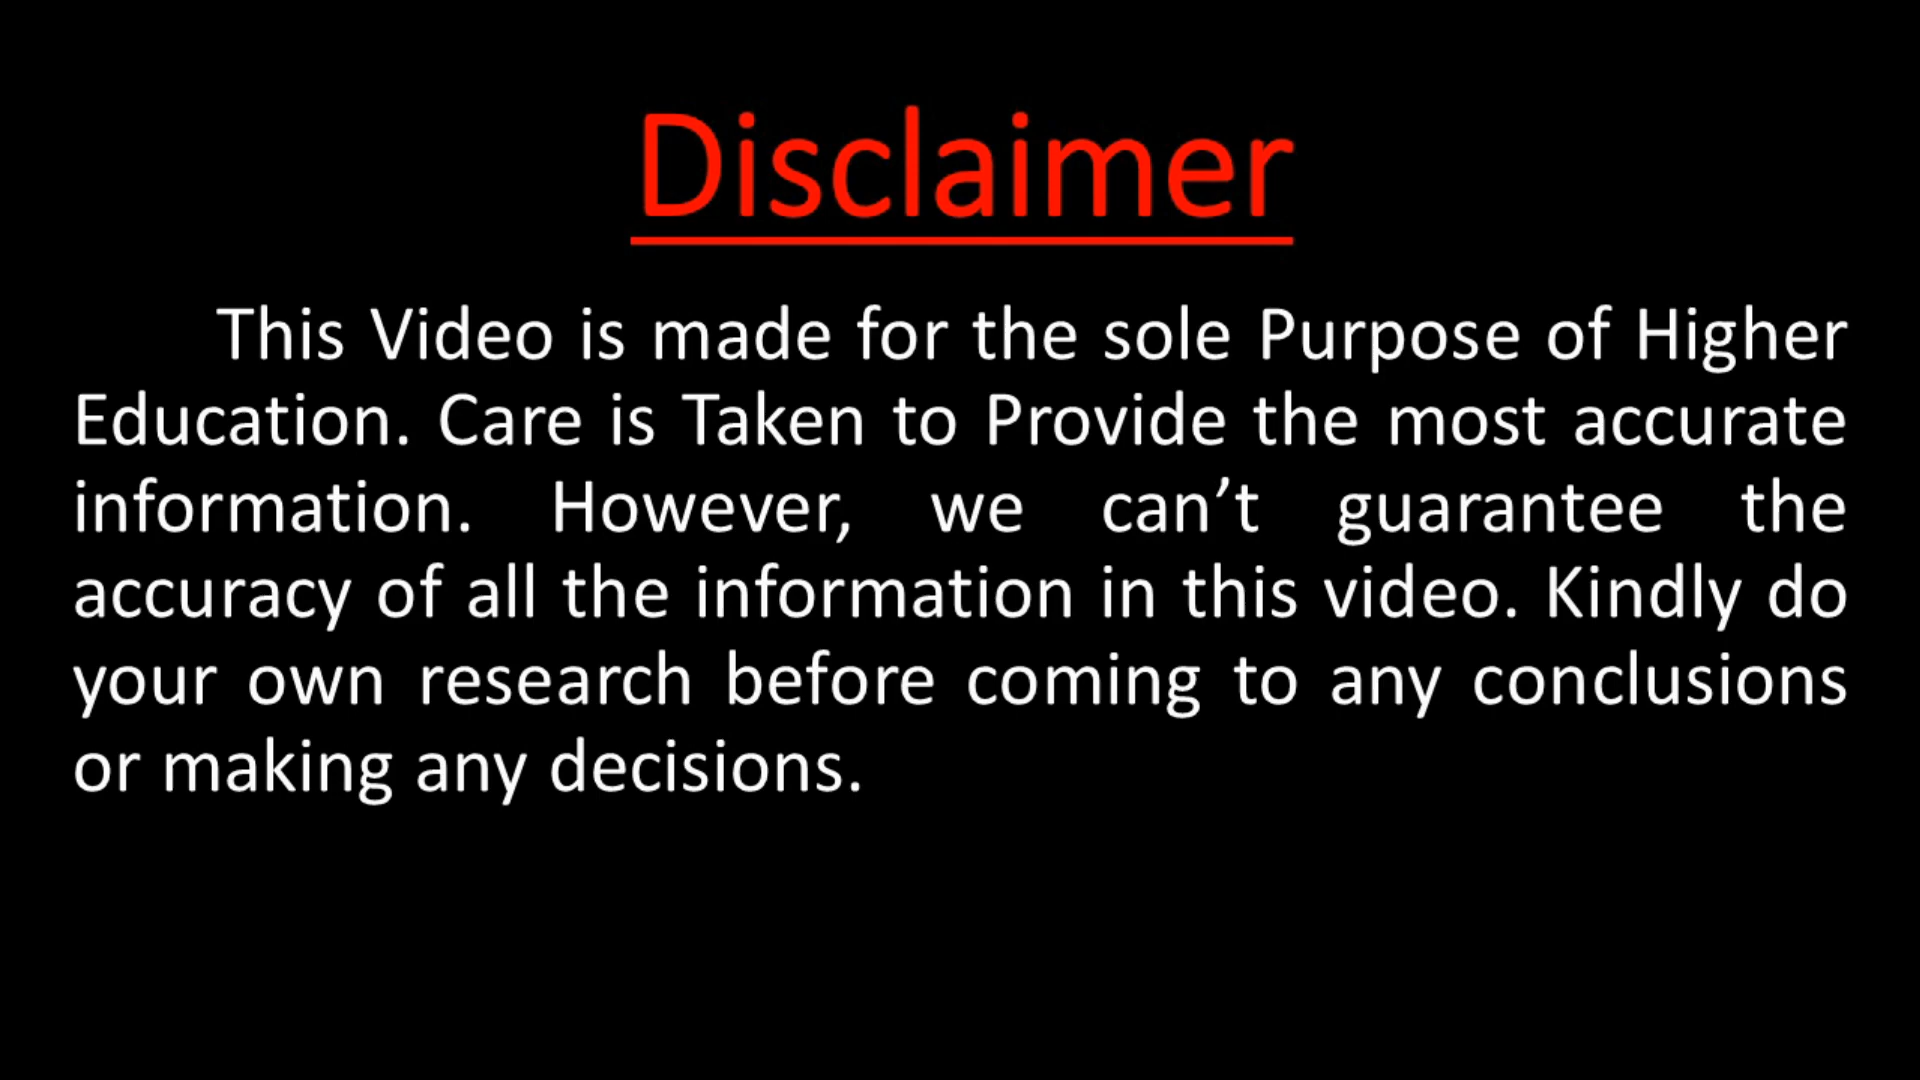 Disclaimer
This Video is made for the sole Purpose of Higher
Education. Care is Taken to Provide the most accurate
information. However, we can’t guarantee the
accuracy of all the information in this video. Kindly do
your own research before coming to any conclusions
or making any decisions.